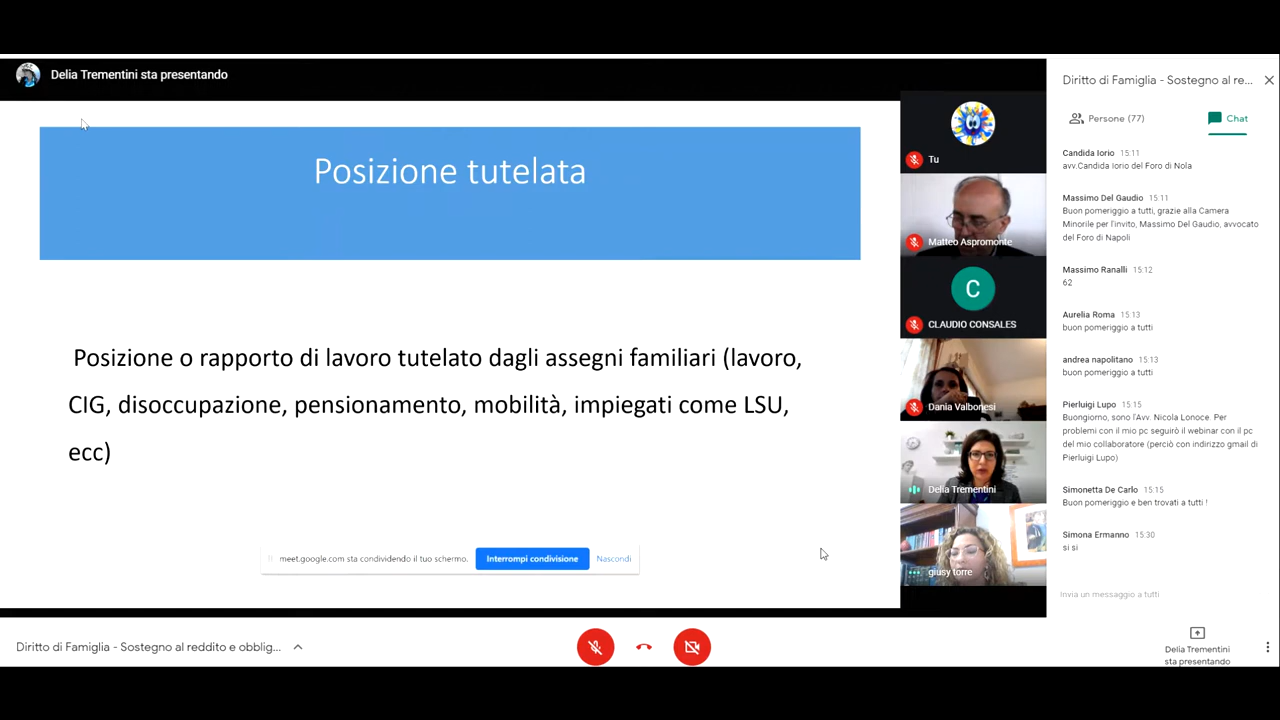 Delia Trementini sta presentando
Posizione tutelata
Posizione o rapporto di lavoro tutelato dagli assegni familiari (lavoro,
CIG, disoccupazione, pensionamento, mobilità, impiegati come LSU,
ecc)
meet.google.com sta condividendo il tuo schermo.
Interrompi condivisione
Nascondi
Tu
Matteo Aspromonte
C
CLAUDIO CONSALES
Dania Valbonesi
Delia Trementini
giusy torre
Diritto di Famiglia - Sostegno al re...
Persone (77)
Chat
Candida Iorio 15:11
avv.Candida Iorio del Foro di Nola
Massimo Del Gaudio 15:11
Buon pomeriggio a tutti, grazie alla Camera
Minorile per l'invito, Massimo Del Gaudio, avvocato
del Foro di Napoli
Massimo Ranalli 15:12
62
Aurelia Roma 15:13
buon pomeriggio a tutti
andrea napolitano 15:13
buon pomeriggio a tutti
Pierluigi Lupo 15:15
Buongiorno, sono l'Avv. Nicola Lonoce. Per
problemi con il mio pc seguirò il webinar con il pc
del mio collaboratore (perciò con indirizzo gmail di
Pierluigi Lupo)
Simonetta De Carlo 15:15
Buon pomeriggio e ben trovati a tutti !
Simona Ermanno 15:30
si si
Invia un messaggio a tutti
Diritto di Famiglia - Sostegno al reddito e obblig...
Delia Trementini
sta presentando